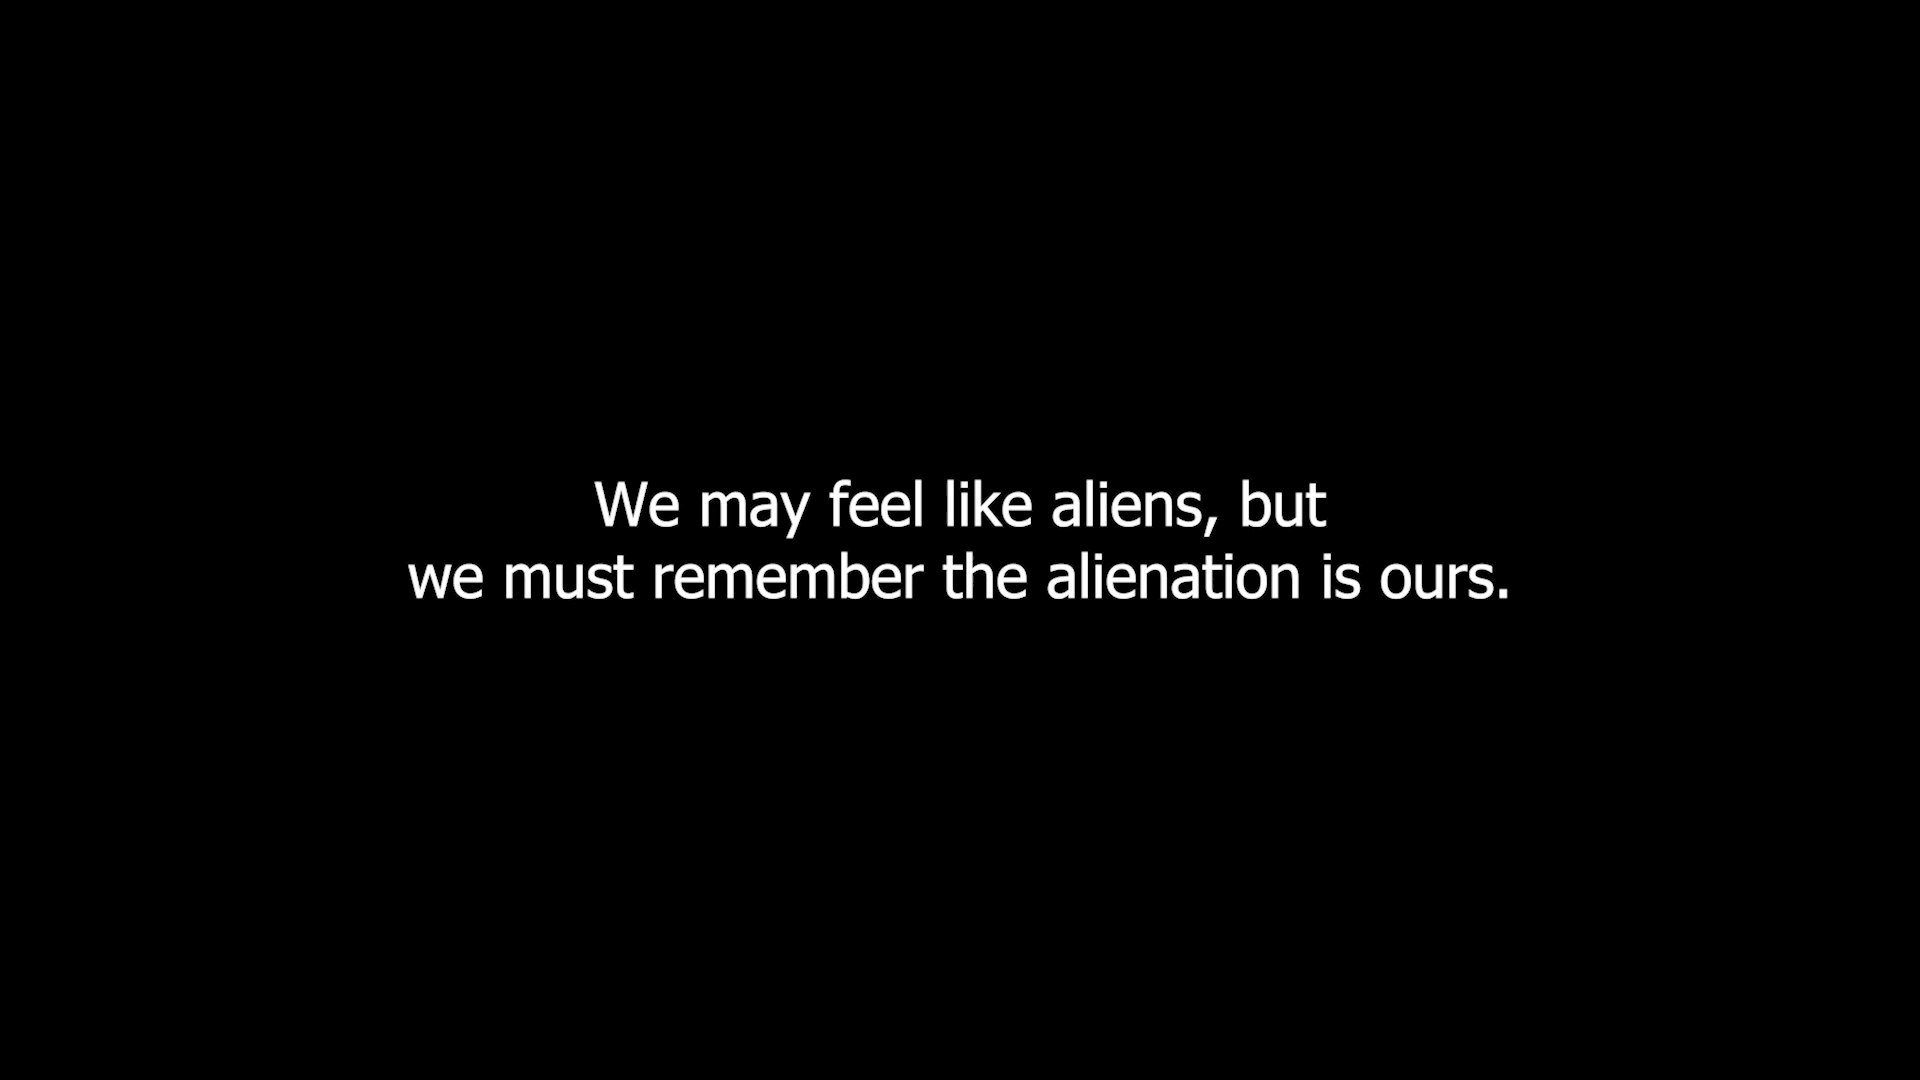 We may feel like aliens, but
we must remember the alienation is ours.